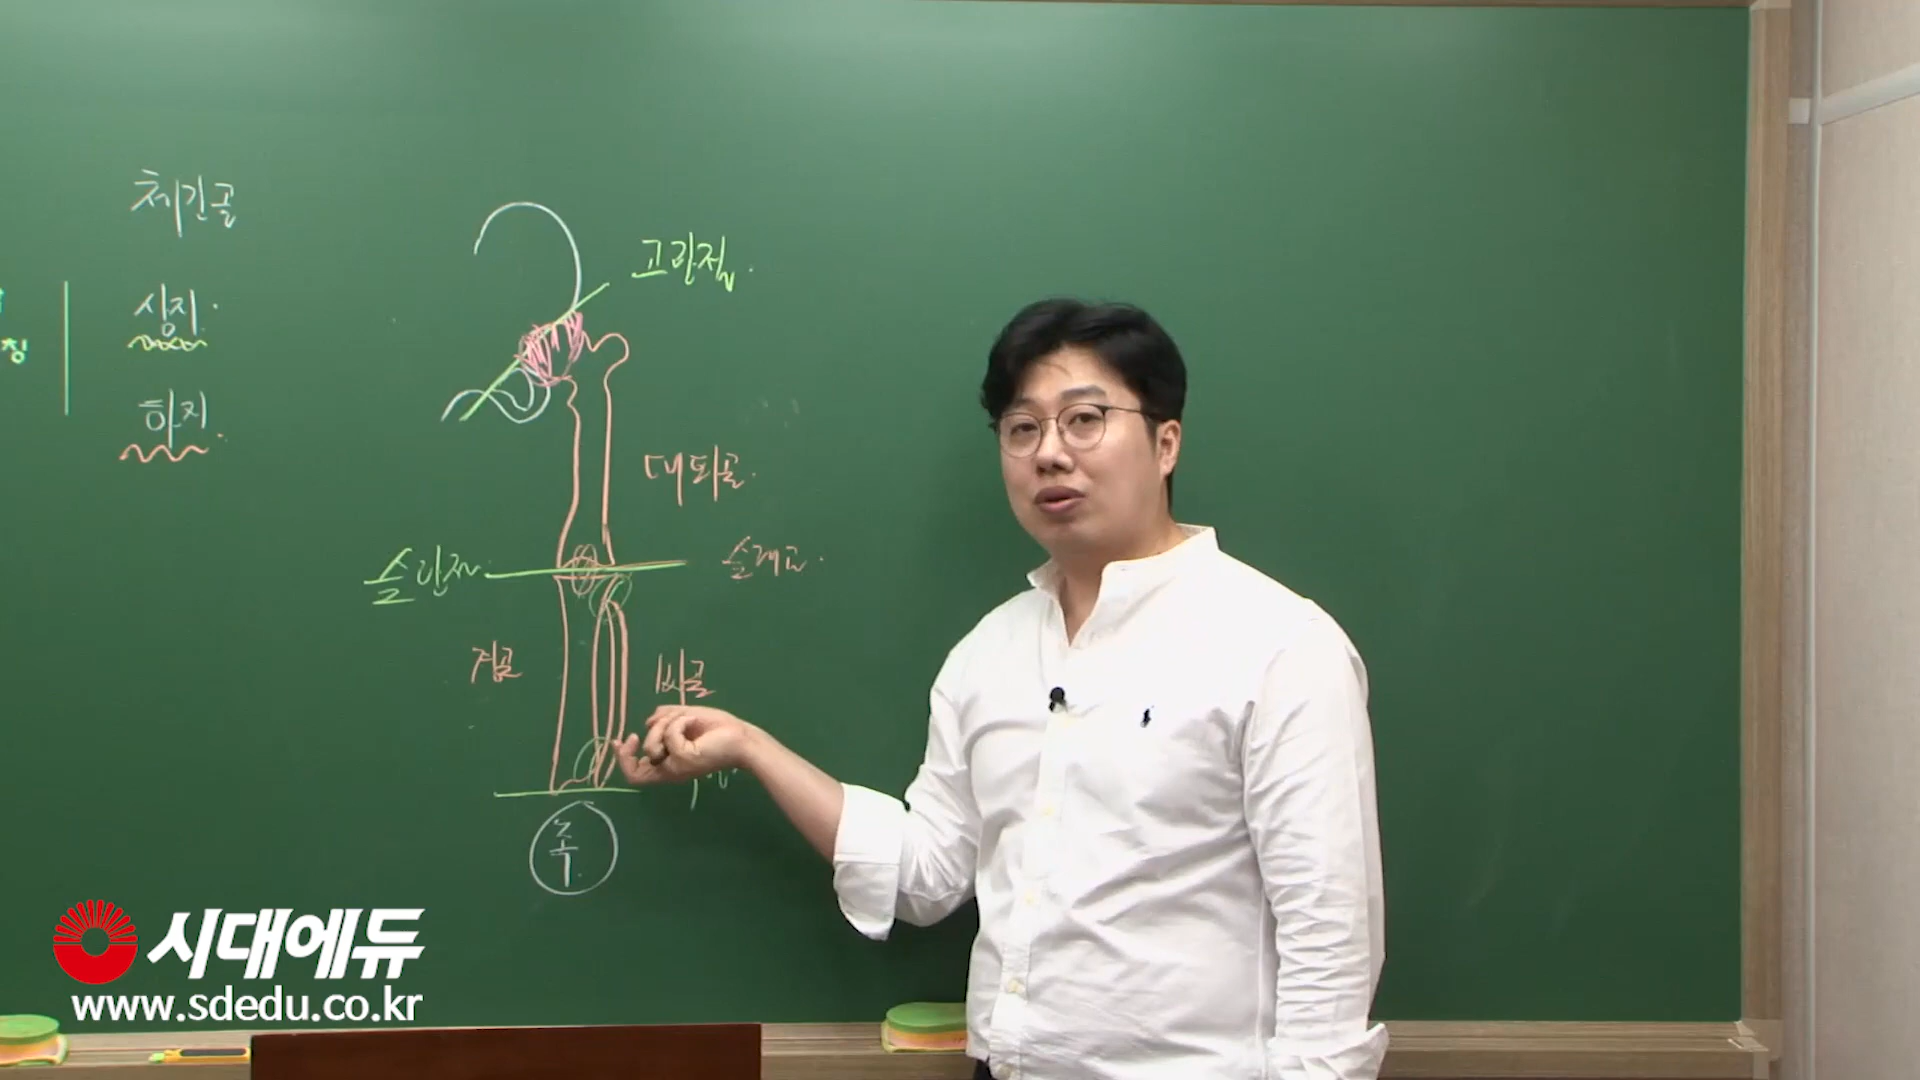 체간골
상지
하지
칭
고관절
대퇴골
슬관절
슬개골
경골
비골
족
시대에듀
www.sdedu.co.kr